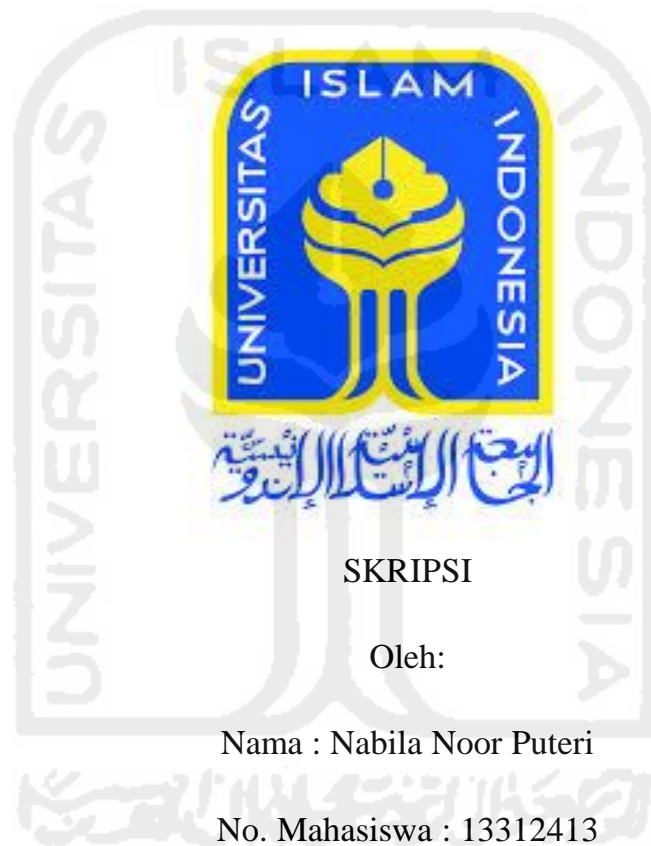 ISLAM
UNIVERSITAS
INDONESIA
الجامعة الإسلامية الإندونيسية
SKRIPSI
Oleh:
Nama : Nabila Noor Puteri
No. Mahasiswa : 13312413